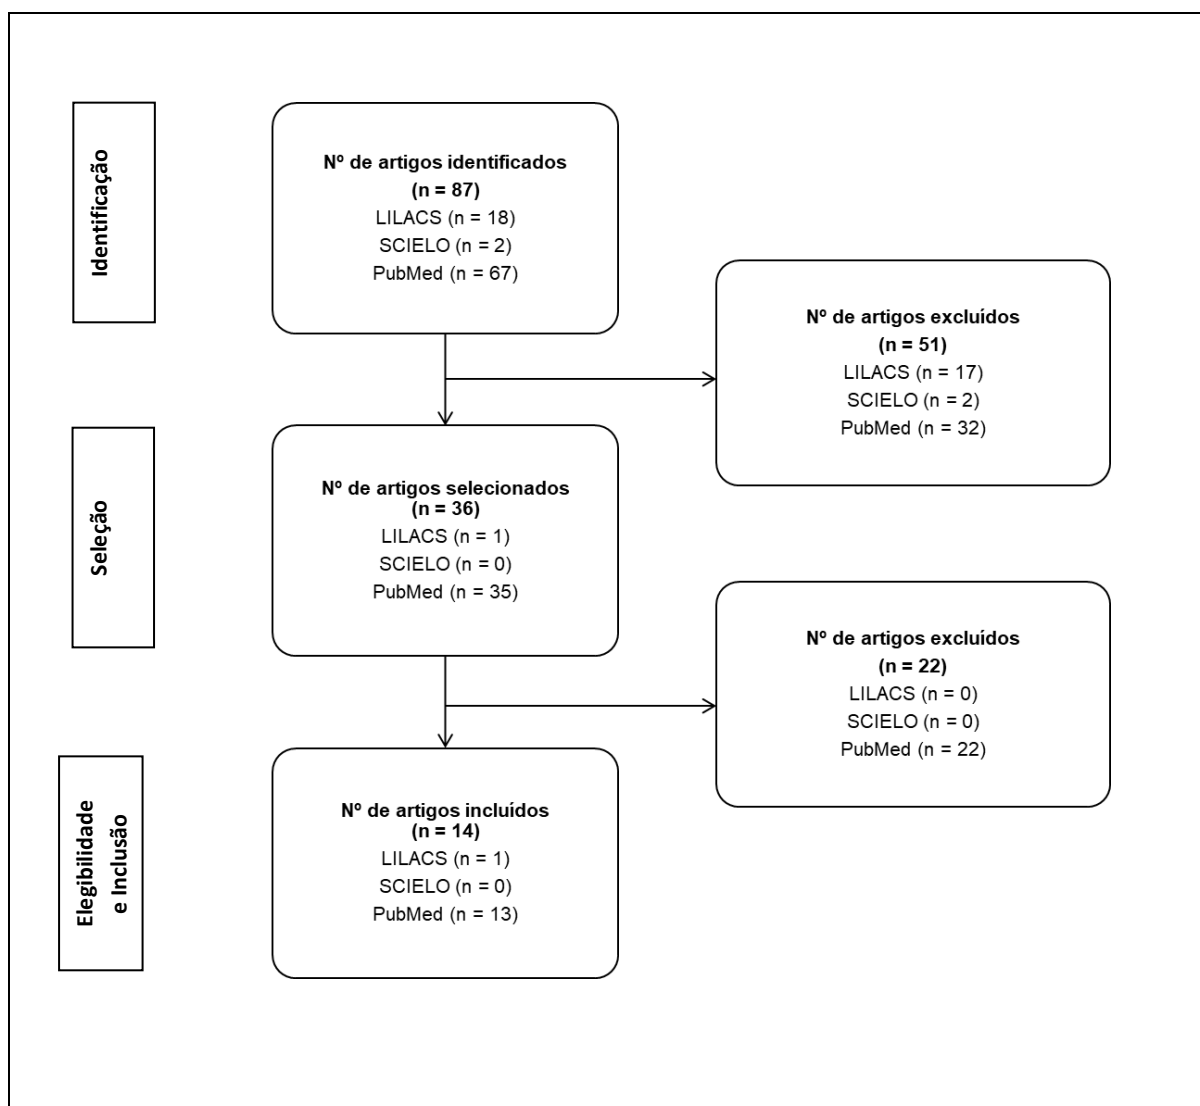 Identificação
Nº de artigos identificados
(n = 87)
LILACS (n = 18)
SCIELO (n = 2)
PubMed (n = 67)
Nº de artigos excluídos
(n = 51)
LILACS (n = 17)
SCIELO (n = 2)
PubMed (n = 32)
Seleção
Nº de artigos selecionados
(n = 36)
LILACS (n = 1)
SCIELO (n = 0)
PubMed (n = 35)
Nº de artigos excluídos
(n = 22)
LILACS (n = 0)
SCIELO (n = 0)
PubMed (n = 22)
Elegibilidade
e Inclusão
Nº de artigos incluídos
(n = 14)
LILACS (n = 1)
SCIELO (n = 0)
PubMed (n = 13)